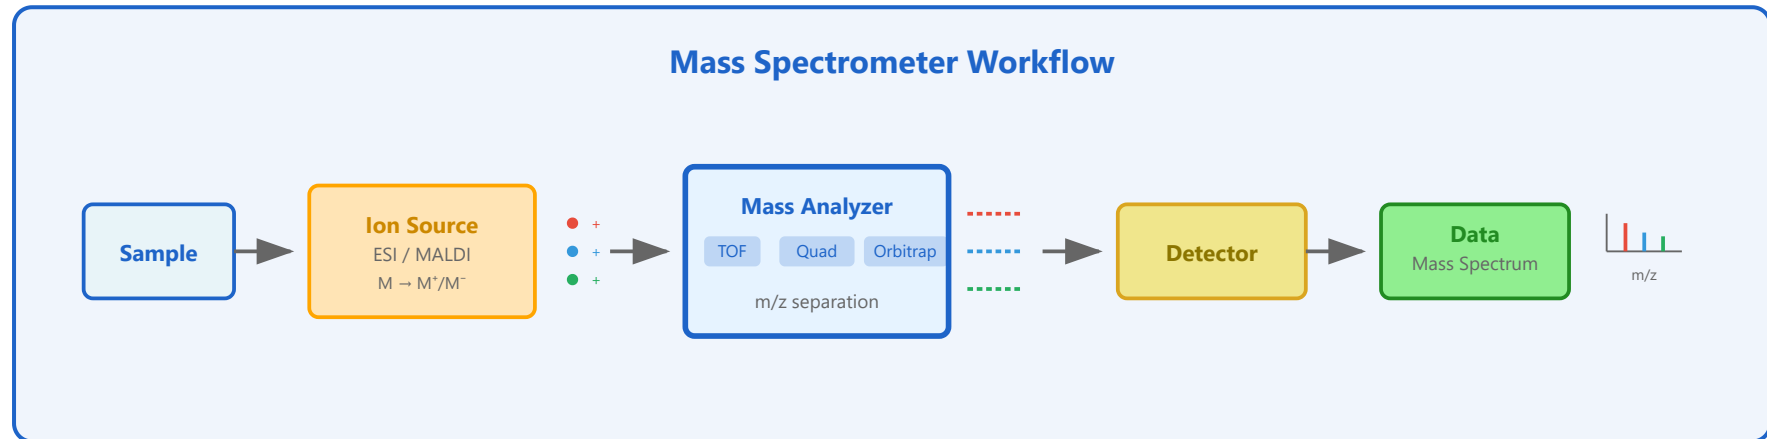 Mass Spectrometer Workflow
Sample
Ion Source
ESI / MALDI
M → M⁺/M⁻
+
+
+
Mass Analyzer
TOF Quad Orbitrap
m/z separation
Detector
Data
Mass Spectrum
m/z